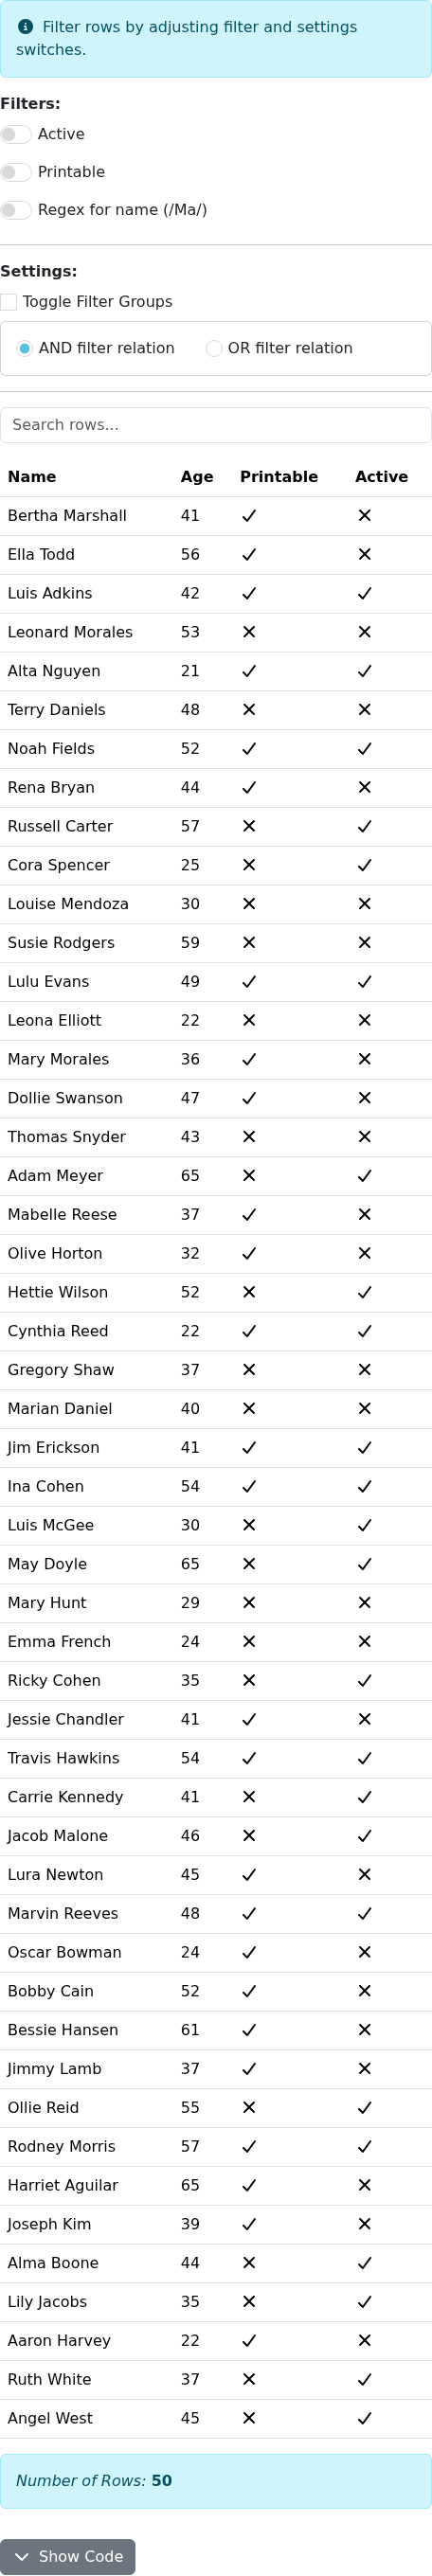 Filter rows by adjusting filter and settings
switches.
Filters:
Active
Printable
Regex for name (/Ma/)
Settings:
Toggle Filter Groups
AND filter relation OR filter relation
Search rows...
Name Age Printable Active
Bertha Marshall 41
Ella Todd 56
Luis Adkins 42
Leonard Morales 53
Alta Nguyen 21
Terry Daniels 48
Noah Fields 52
Rena Bryan 44
Russell Carter 57
Cora Spencer 25
Louise Mendoza 30
Susie Rodgers 59
Lulu Evans 49
Leona Elliott 22
Mary Morales 36
Dollie Swanson 47
Thomas Snyder 43
Adam Meyer 65
Mabelle Reese 37
Olive Horton 32
Hettie Wilson 52
Cynthia Reed 22
Gregory Shaw 37
Marian Daniel 40
Jim Erickson 41
Ina Cohen 54
Luis McGee 30
May Doyle 65
Mary Hunt 29
Emma French 24
Ricky Cohen 35
Jessie Chandler 41
Travis Hawkins 54
Carrie Kennedy 41
Jacob Malone 46
Lura Newton 45
Marvin Reeves 48
Oscar Bowman 24
Bobby Cain 52
Bessie Hansen 61
Jimmy Lamb 37
Ollie Reid 55
Rodney Morris 57
Harriet Aguilar 65
Joseph Kim 39
Alma Boone 44
Lily Jacobs 35
Aaron Harvey 22
Ruth White 37
Angel West 45
Number of Rows: 50
Show Code